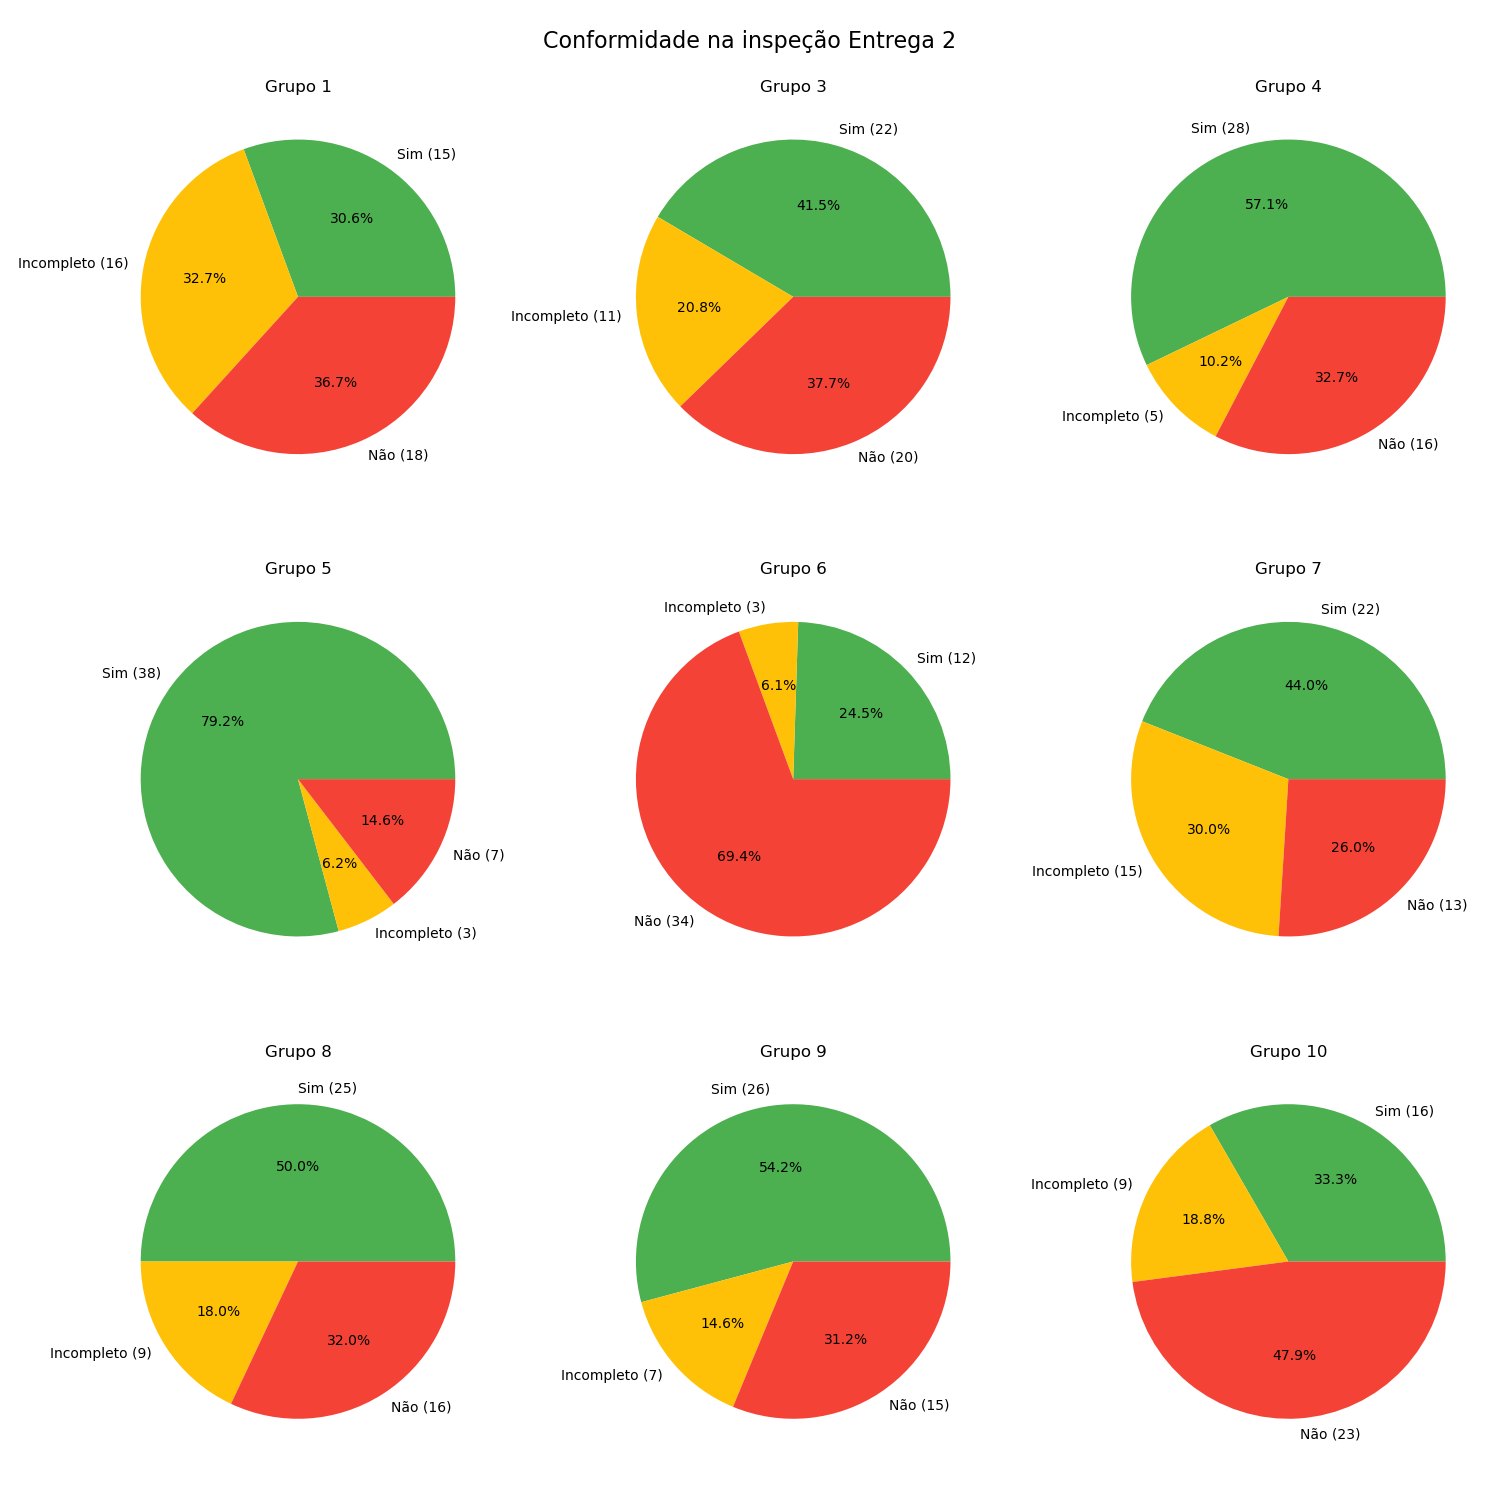 Conformidade na inspeção Entrega 2
Grupo 1
Sim (15)
30.6%
Incompleto (16)
32.7%
36.7%
Não (18)
Grupo 3
Sim (22)
41.5%
Incompleto (11)
20.8%
37.7%
Não (20)
Grupo 4
Sim (28)
57.1%
Incompleto (5)
10.2%
32.7%
Não (16)
Grupo 5
Sim (38)
79.2%
14.6%
Não (7)
6.2%
Incompleto (3)
Grupo 6
Incompleto (3)
6.1%
Sim (12)
24.5%
69.4%
Não (34)
Grupo 7
Sim (22)
44.0%
30.0%
Incompleto (15)
26.0%
Não (13)
Grupo 8
Sim (25)
50.0%
18.0%
Incompleto (9)
32.0%
Não (16)
Grupo 9
Sim (26)
54.2%
14.6%
Incompleto (7)
31.2%
Não (15)
Grupo 10
Sim (16)
33.3%
Incompleto (9)
18.8%
47.9%
Não (23)